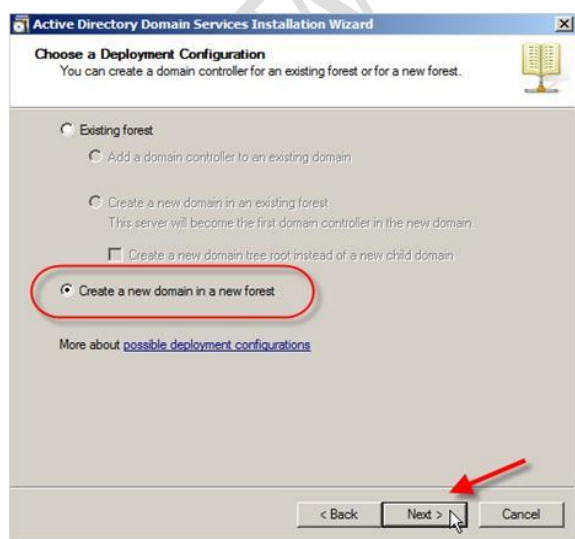 Active Directory Domain Services Installation Wizard
Choose a Deployment Configuration
You can create a domain controller for an existing forest or for a new forest.
Existing forest
Add a domain controller to an existing domain
Create a new domain in an existing forest
This server will become the first domain controller in the new domain.
Create a new domain tree root instead of a new child domain
Create a new domain in a new forest
More about possible deployment configurations
< Back Next > Cancel